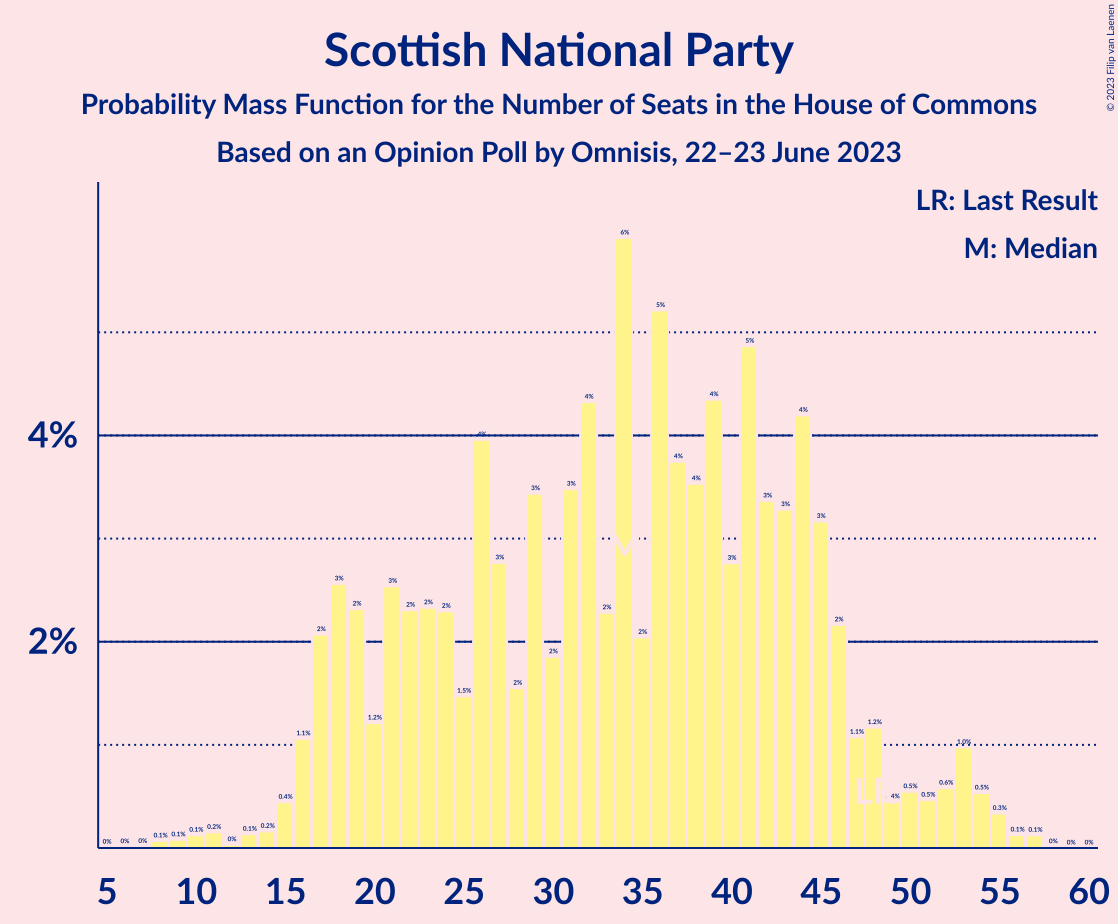 Scottish National Party
Probability Mass Function for the Number of Seats in the House of Commons
Based on an Opinion Poll by Omnisis, 22–23 June 2023
© 2023 Filip van Laenen
LR: Last Result
M: Median
4%
2%
0% 0% 0% 0.1% 0.1% 0.1% 0.2% 0% 0.1% 0.2% 0.4% 1.1% 2% 3% 2% 1.2% 3% 2% 2% 2% 1.5% 4% 3% 2% 3% 2% 3% 4% 2% 6% 2% 5% 4% 4% 4% 3% 5% 3% 3% 4% 3% 2% 1.1% 1.2% 4% 0.5% 0.5% 0.6% 1.0% 0.5% 0.3% 0.1% 0.1% 0% 0% 0%
M
5 10 15 20 25 30 35 40 45 50 55 60